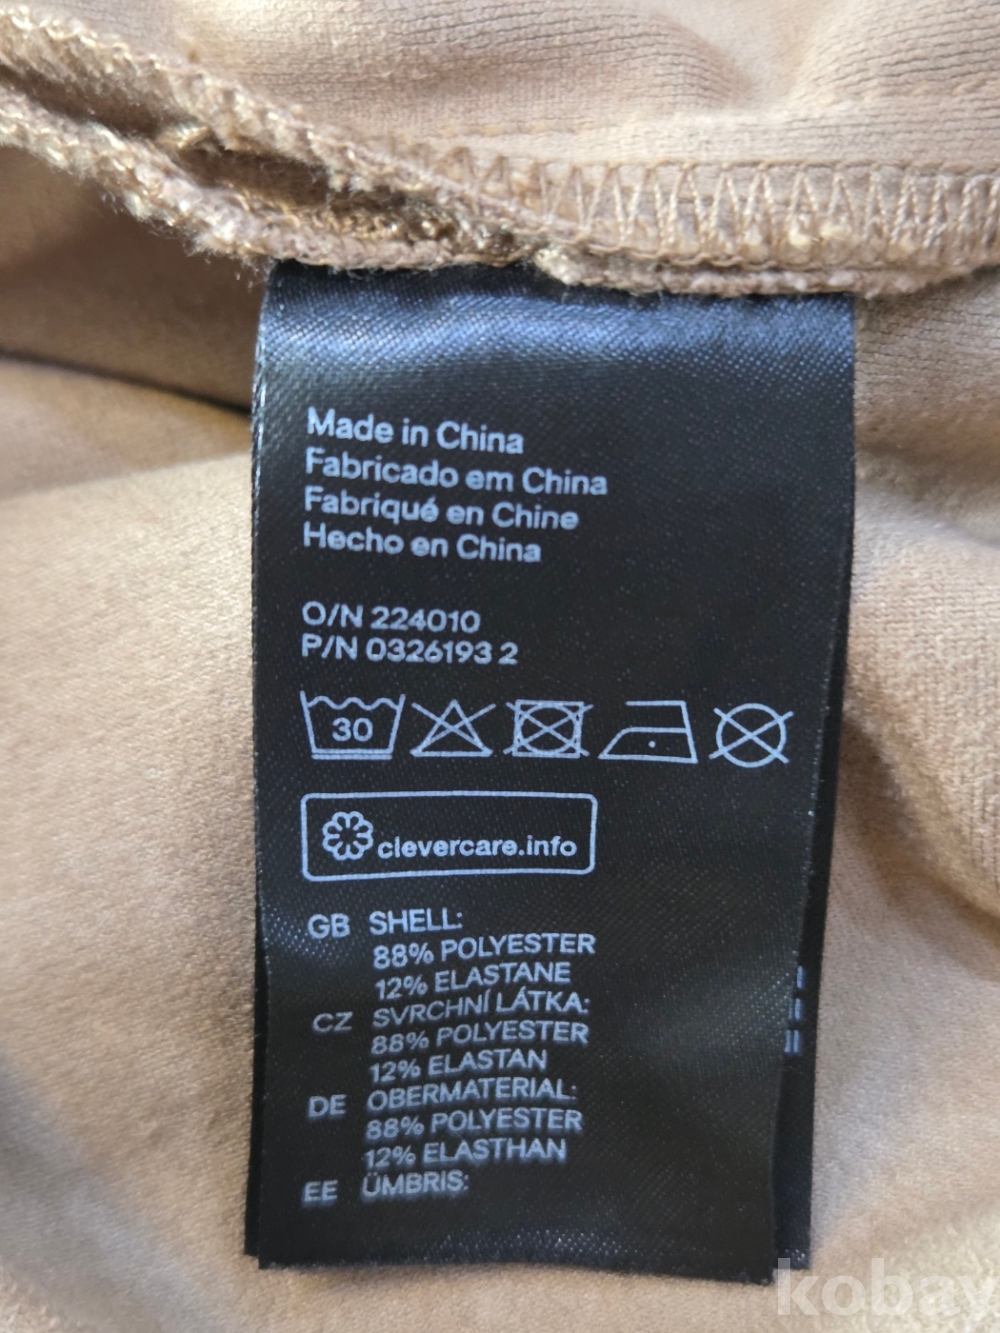 Made in China
Fabricado em China
Fabriqué en Chine
Hecho en China
O/N 224010
P/N 0326193 2
30
clevercare.info
GB SHELL:
88% POLYESTER
12% ELASTANE
CZ SVRCHNÍ LÁTKA:
88% POLYESTER
12% ELASTAN
DE OBERMATERIAL:
88% POLYESTER
12% ELASTHAN
EE ÜMBRIS:
kobay